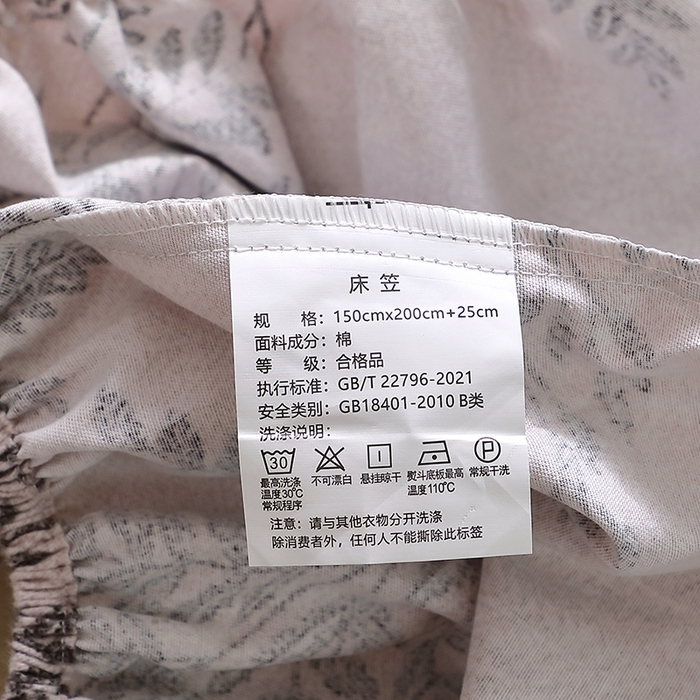 床笠
规 格：150cmx200cm+25cm
面料成分：棉
等 级：合格品
执行标准：GB/T 22796-2021
安全类别：GB18401-2010 B类
洗涤说明：
30 P
最高洗涤温度30℃常规程序 不可漂白 悬挂晾干 熨斗底板最高温度110℃ 常规干洗
注意：请与其他衣物分开洗涤
除消费者外，任何人不能撕除此标签